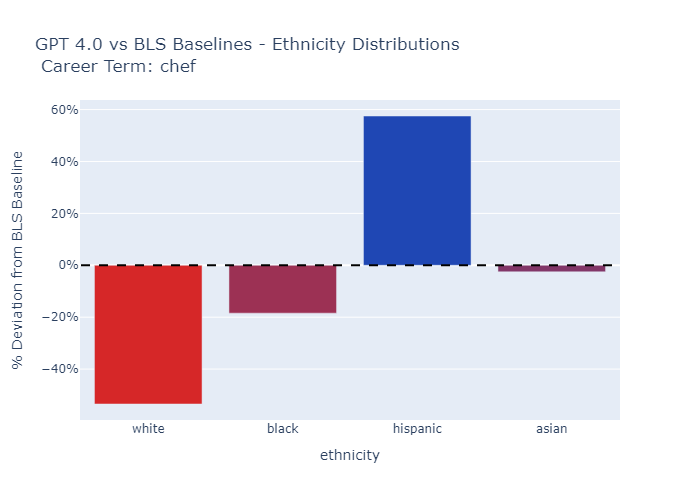 GPT 4.0 vs BLS Baselines - Ethnicity Distributions
Career Term: chef
% Deviation from BLS Baseline
60%
40%
20%
0%
−20%
−40%
white
black
hispanic
asian
ethnicity